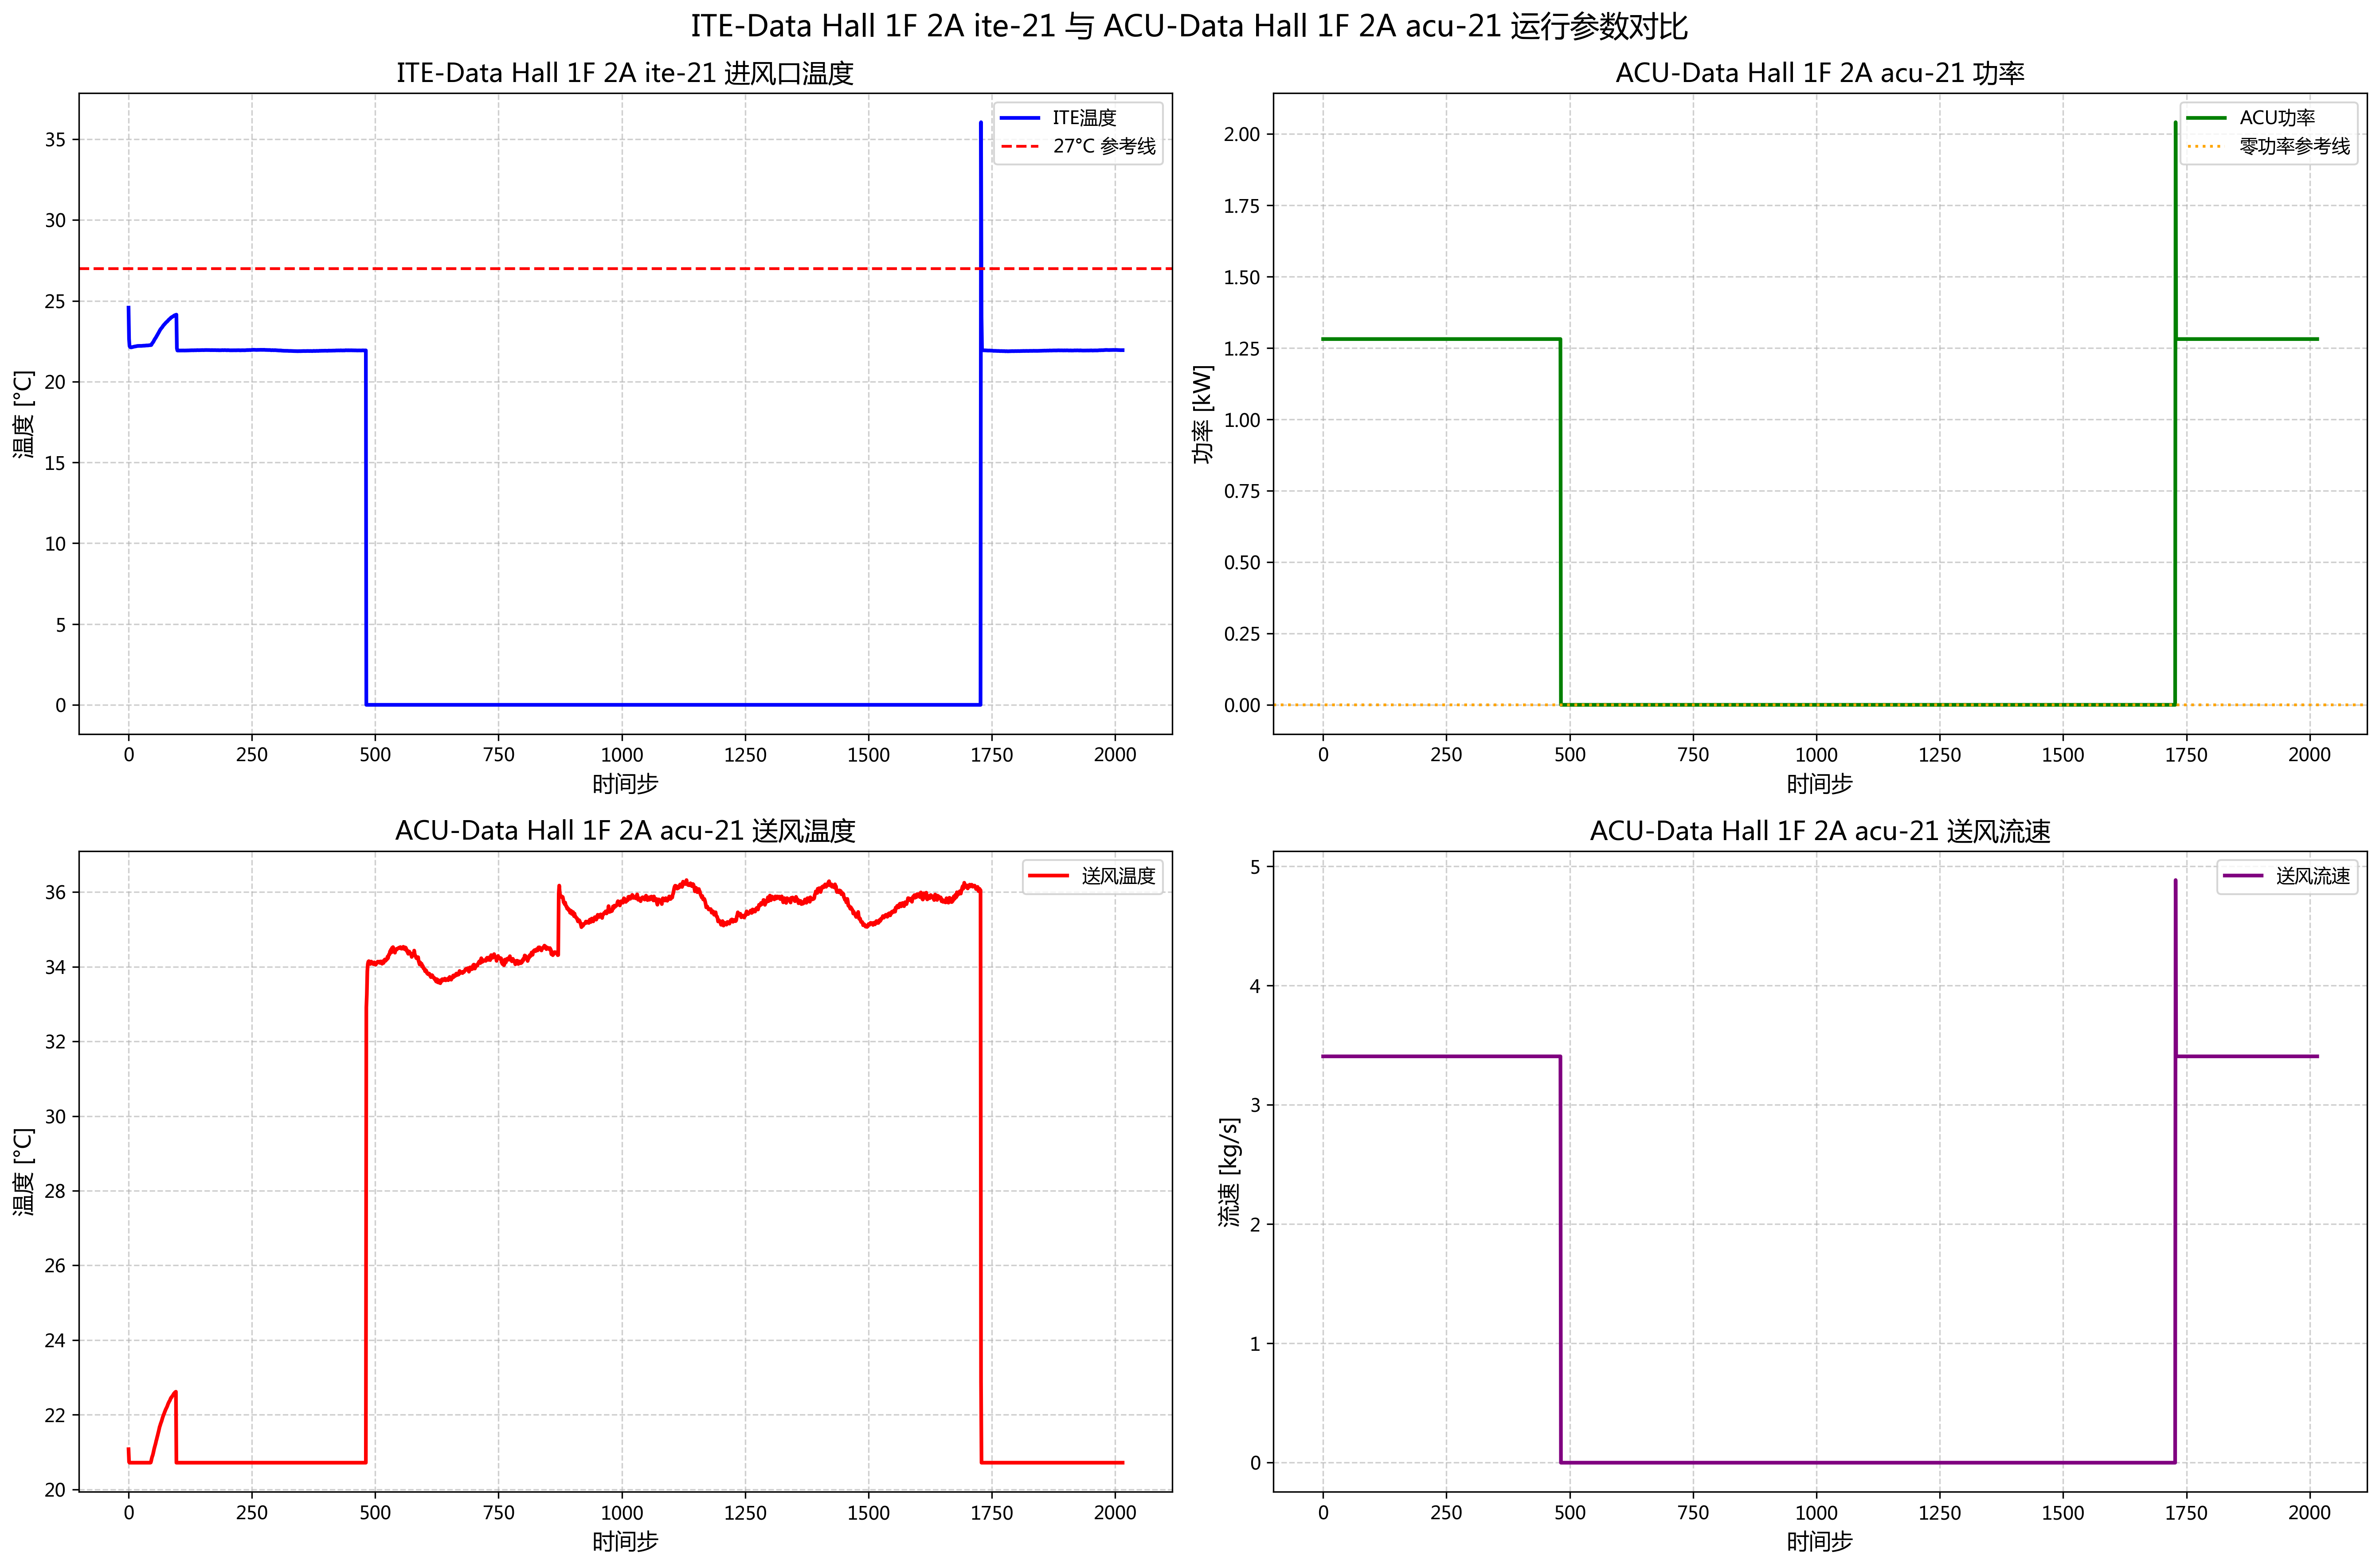 ITE-Data Hall 1F 2A ite-21 与 ACU-Data Hall 1F 2A acu-21 运行参数对比
ITE-Data Hall 1F 2A ite-21 进风口温度
温度 [°C]
35
30
25
20
15
10
5
0
ITE温度
27°C 参考线
0 250 500 750 1000 1250 1500 1750 2000
时间步
ACU-Data Hall 1F 2A acu-21 功率
功率 [kW]
2.00
1.75
1.50
1.25
1.00
0.75
0.50
0.25
0.00
ACU功率
零功率参考线
0 250 500 750 1000 1250 1500 1750 2000
时间步
ACU-Data Hall 1F 2A acu-21 送风温度
温度 [°C]
36
34
32
30
28
26
24
22
20
送风温度
0 250 500 750 1000 1250 1500 1750 2000
时间步
ACU-Data Hall 1F 2A acu-21 送风流速
流速 [kg/s]
5
4
3
2
1
0
送风流速
0 250 500 750 1000 1250 1500 1750 2000
时间步